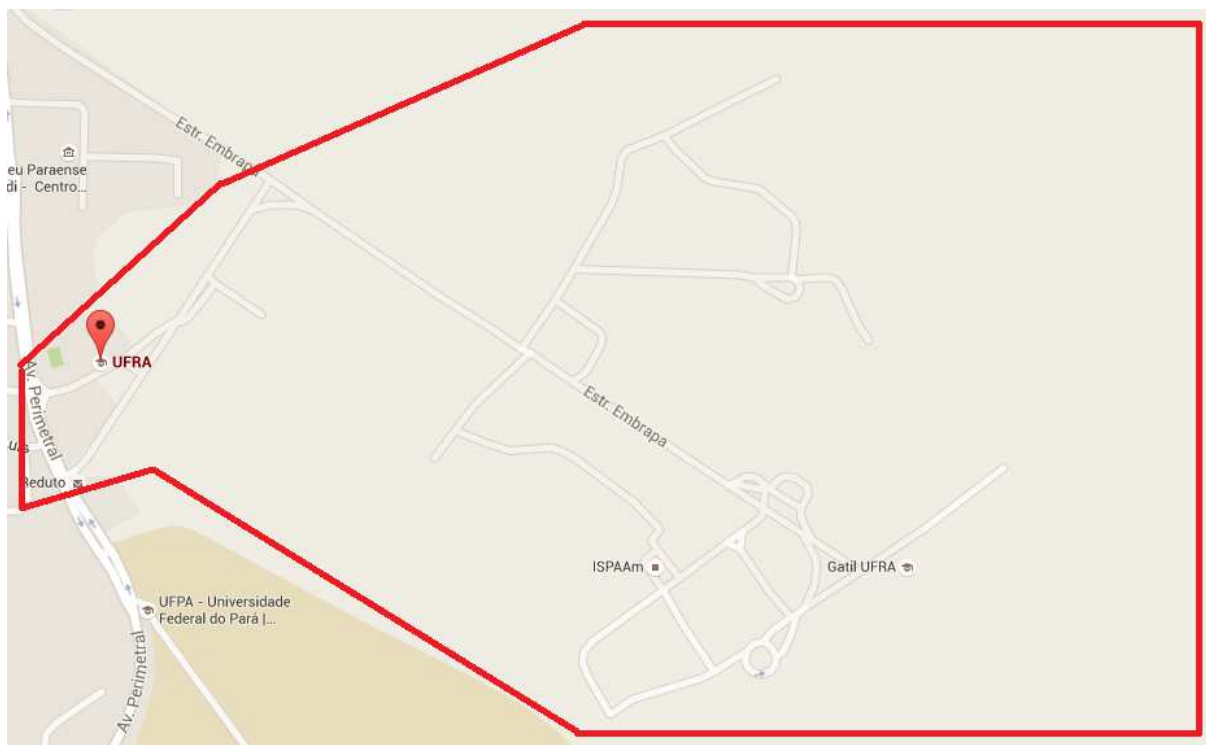 Estr. Embrapa
eu Paraense
di - Centro...
UFRA
Av. Perimetral
Reduto
Estr. Embrapa
ISPAAm
Gatil UFRA
UFPA - Universidade
Federal do Pará |...
Av. Perimetral